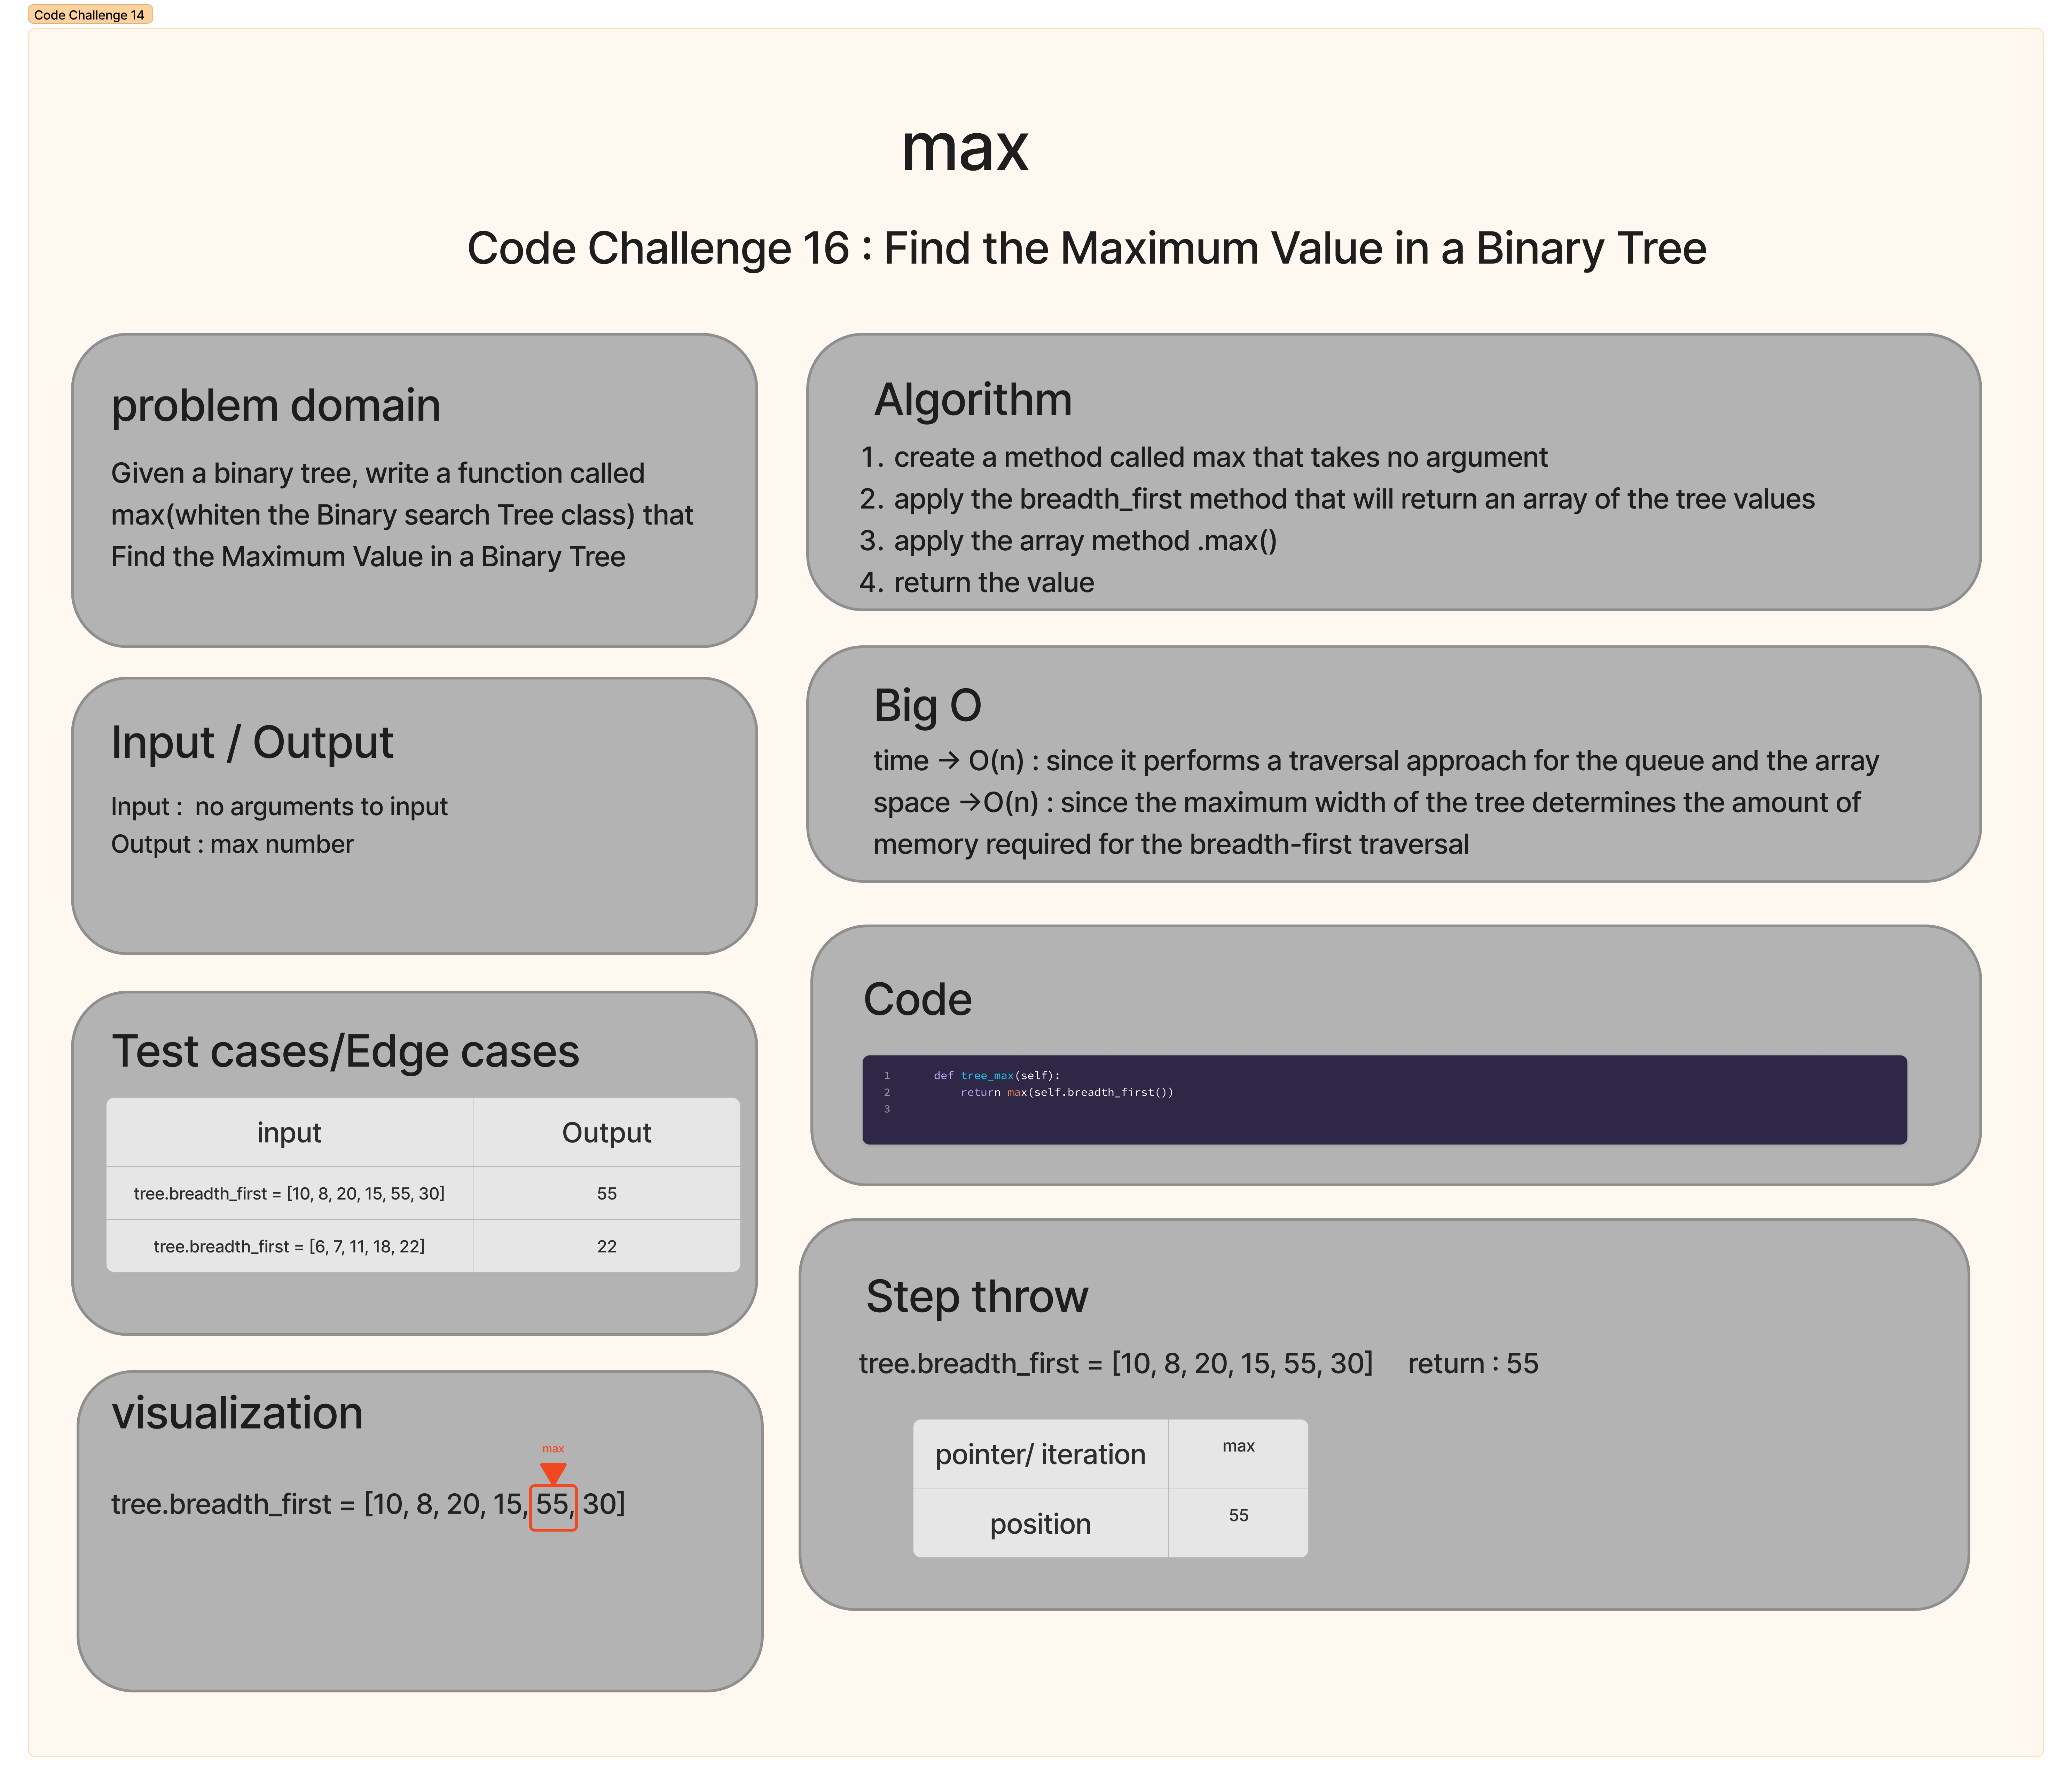 Code Challenge 14
max
Code Challenge 16 : Find the Maximum Value in a Binary Tree
problem domain
Given a binary tree, write a function called
max(whiten the Binary search Tree class) that
Find the Maximum Value in a Binary Tree
Input / Output
Input :  no arguments to input
Output : max number
Test cases/Edge cases
input Output
tree.breadth_first = [10, 8, 20, 15, 55, 30] 55
tree.breadth_first = [6, 7, 11, 18, 22] 22
visualization
max
tree.breadth_first = [10, 8, 20, 15, 55, 30]
Algorithm
1. create a method called max that takes no argument
2. apply the breadth_first method that will return an array of the tree values
3. apply the array method .max()
4. return the value
Big O
time → O(n) : since it performs a traversal approach for the queue and the array
space →O(n) : since the maximum width of the tree determines the amount of
memory required for the breadth-first traversal
Code
1 def tree_max(self):
2 return max(self.breadth_first())
3
Step throw
tree.breadth_first = [10, 8, 20, 15, 55, 30] return : 55
pointer/ iteration max
position 55